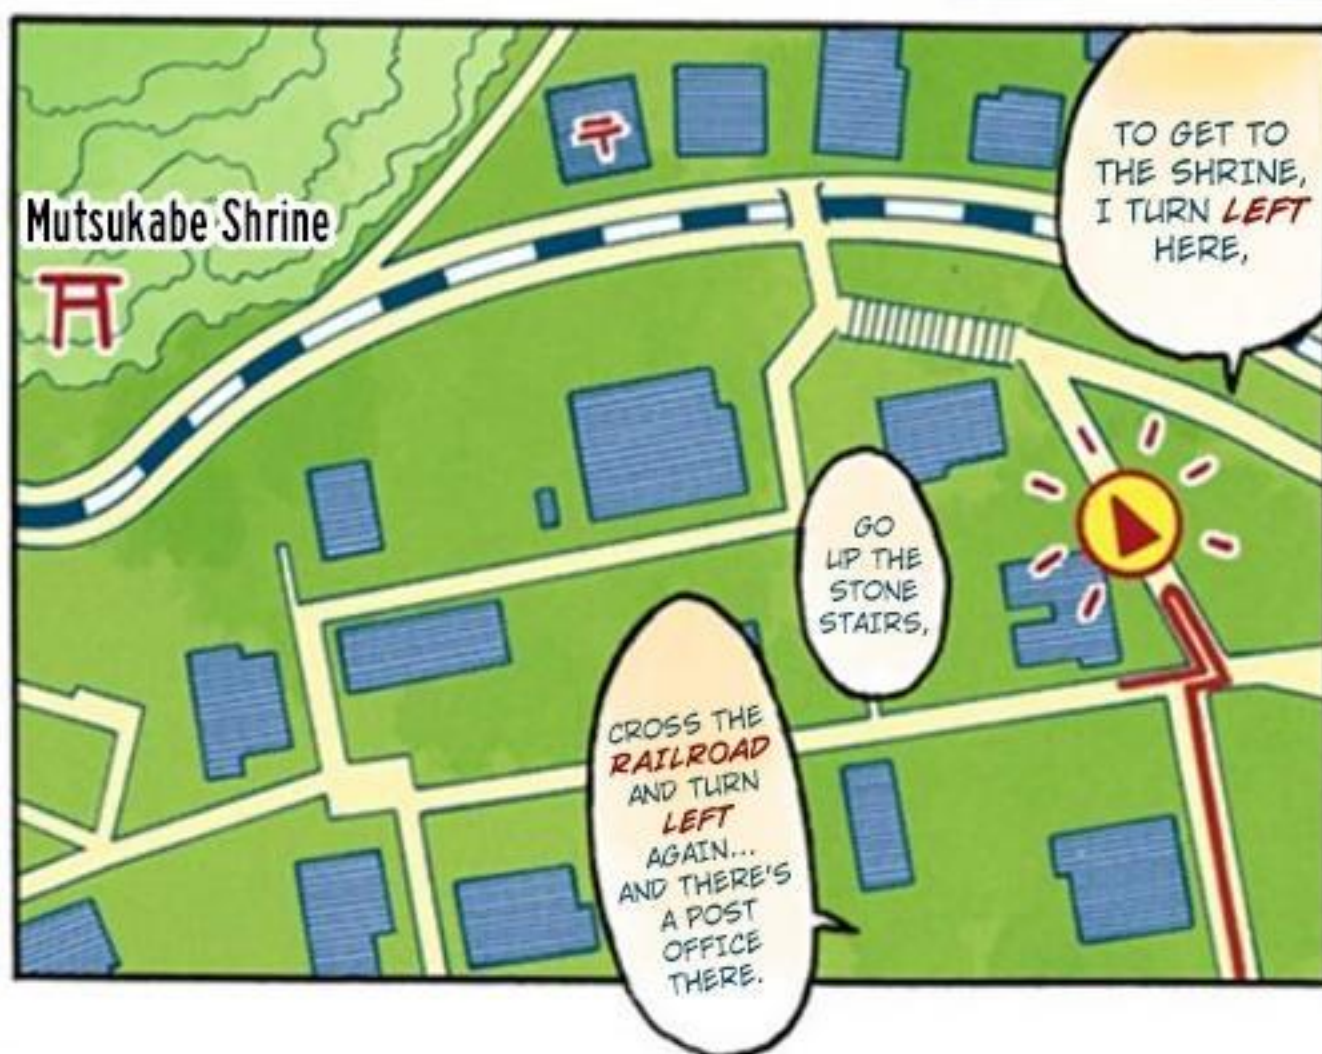 TO GET TO
THE SHRINE,
I TURN LEFT
HERE,
Mutsukabe Shrine
GO
UP THE
STONE
STAIRS,
CROSS THE
RAILROAD
AND TURN
LEFT
AGAIN...
AND THERE'S
A POST
OFFICE
THERE.